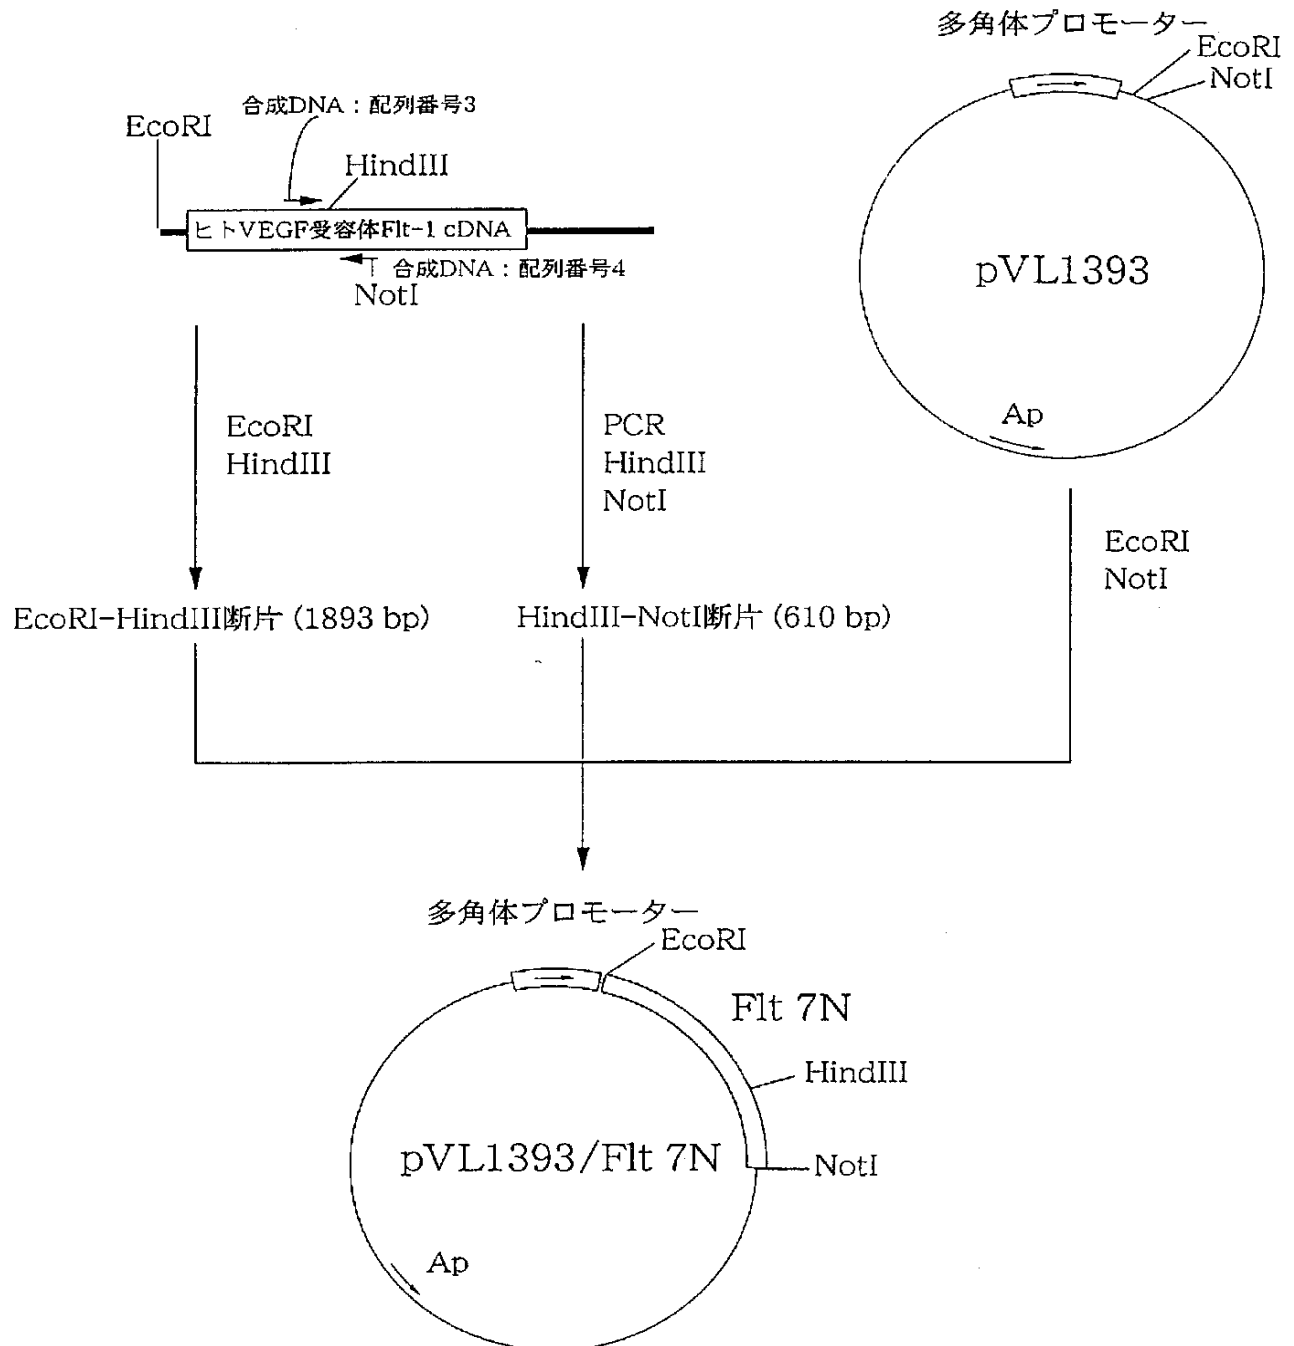 多角体プロモーター
EcoRI
NotI
合成DNA：配列番号3
EcoRI
HindIII
ヒトVEGF受容体Flt-1 cDNA
合成DNA：配列番号4
NotI
pVL1393
Ap
EcoRI
HindIII
PCR
HindIII
NotI
EcoRI
NotI
EcoRI-HindIII断片 (1893 bp)
HindIII-NotI断片 (610 bp)
多角体プロモーター
EcoRI
Flt 7N
HindIII
pVL1393/Flt 7N
NotI
Ap